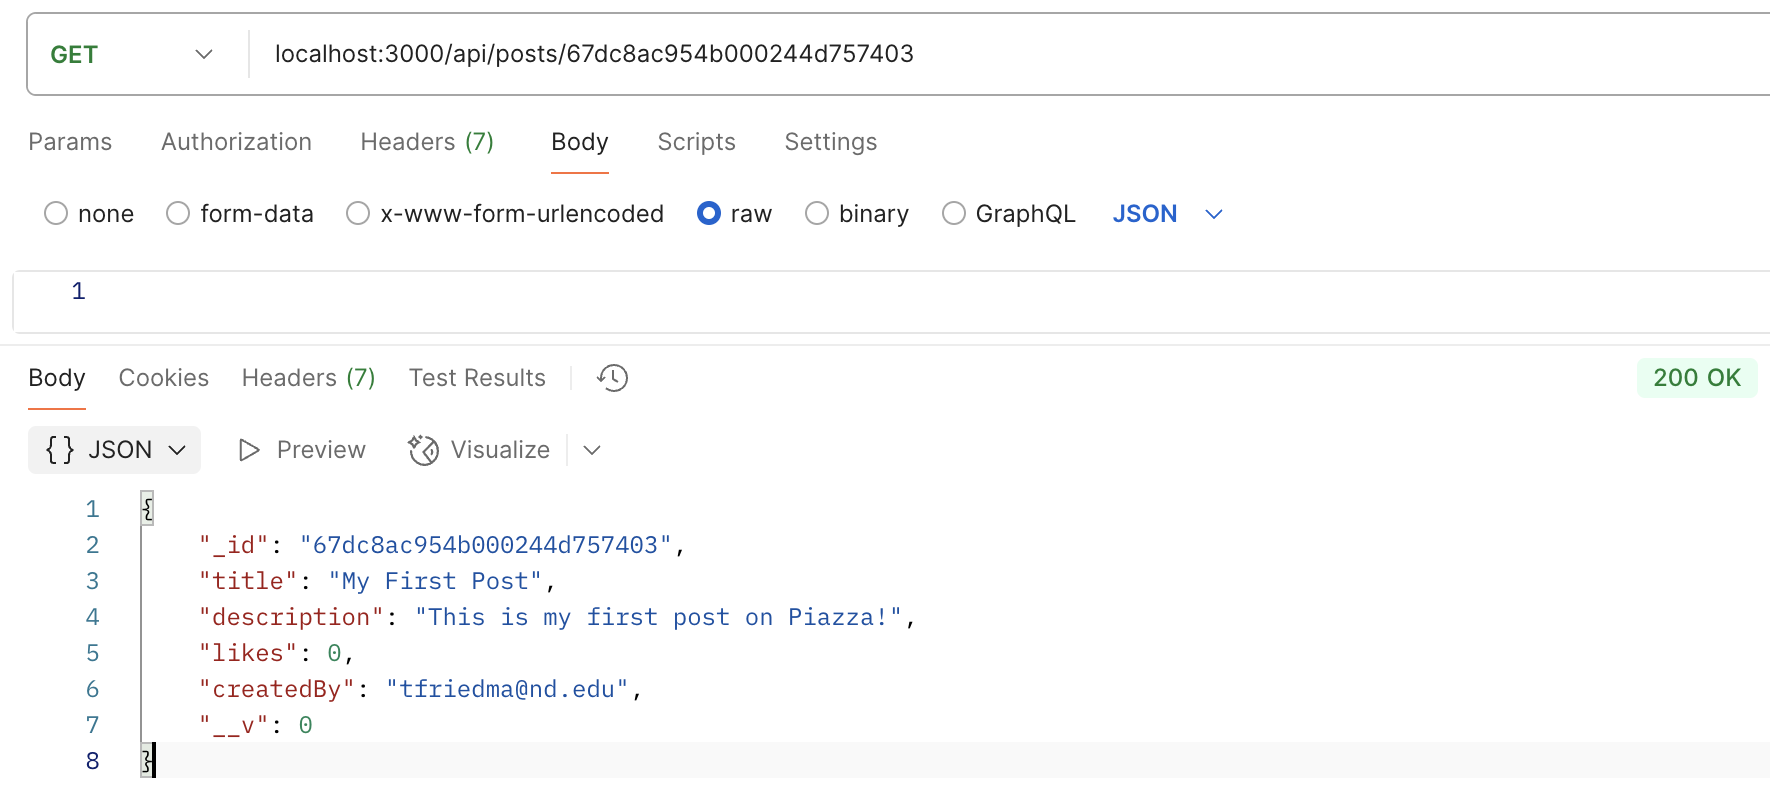 GET localhost:3000/api/posts/67dc8ac954b000244d757403
Params Authorization Headers (7) Body Scripts Settings
none form-data x-www-form-urlencoded raw binary GraphQL JSON
1
Body Cookies Headers (7) Test Results 200 OK
{} JSON Preview Visualize
1 {
2 "_id": "67dc8ac954b000244d757403",
3 "title": "My First Post",
4 "description": "This is my first post on Piazza!",
5 "likes": 0,
6 "createdBy": "tfriedma@nd.edu",
7 "__v": 0
8 }